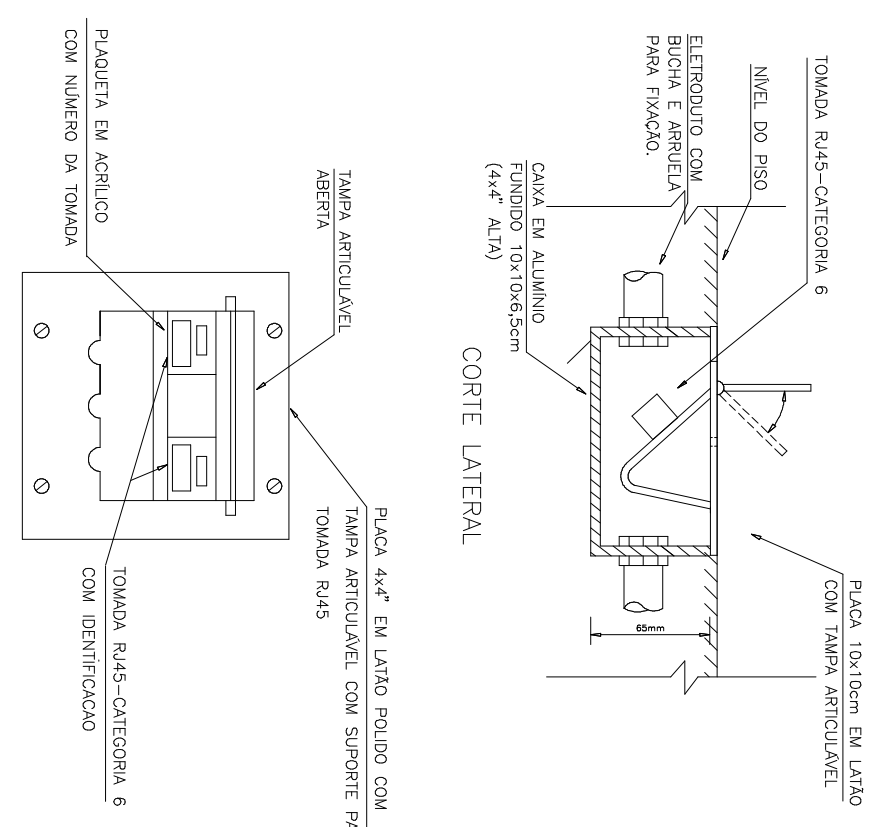 TOMADA RJ45-CATEGORIA 6
NÍVEL DO PISO
ELETRODUTO COM
BUCHA E ARRUELA
PARA FIXAÇÃO.
CAIXA EM ALUMÍNIO
FUNDIDO 10x10x6,5cm
(4x4" ALTA)
PLACA 10x10cm EM LATÃO
COM TAMPA ARTICULÁVEL
65mm
CORTE LATERAL
PLACA 4x4" EM LATÃO POLIDO COM
TAMPA ARTICULÁVEL COM SUPORTE PA
TOMADA RJ45
TAMPA ARTICULÁVEL
ABERTA
PLAQUETA EM ACRÍLICO
COM NUMERO DA TOMADA
TOMADA RJ45-CATEGORIA 6
COM IDENTIFICACAO